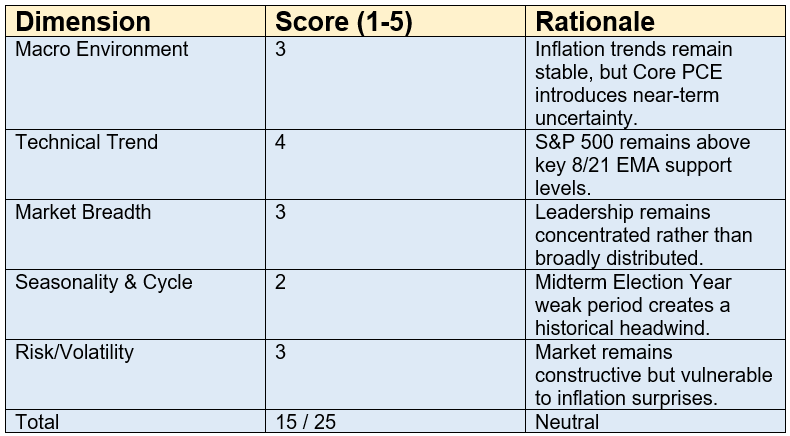 Dimension Score (1-5) Rationale
Macro Environment 3 Inflation trends remain
stable, but Core PCE
introduces near-term
uncertainty.
Technical Trend 4 S&P 500 remains above
key 8/21 EMA support
levels.
Market Breadth 3 Leadership remains
concentrated rather than
broadly distributed.
Seasonality & Cycle 2 Midterm Election Year
weak period creates a
historical headwind.
Risk/Volatility 3 Market remains
constructive but vulnerable
to inflation surprises.
Total 15 / 25 Neutral